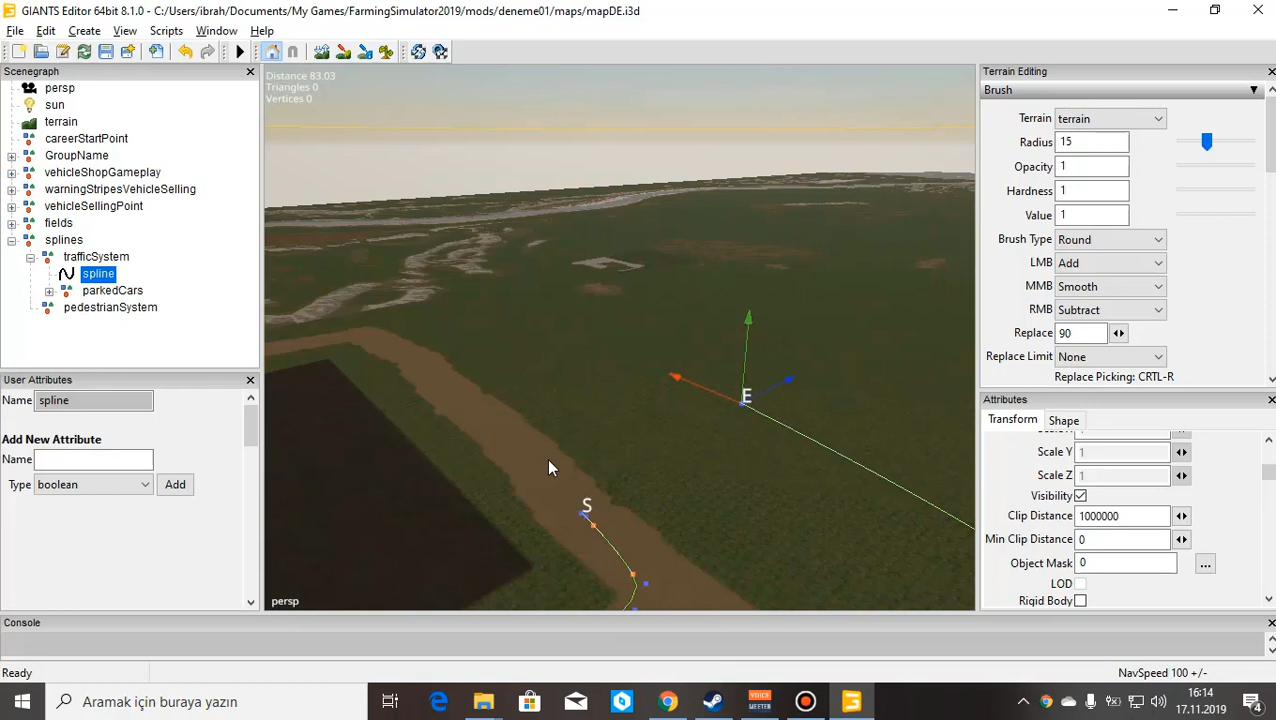 GIANTS Editor 64bit 8.1.0 - C:/Users/ibrah/Documents/My Games/FarmingSimulator2019/mods/deneme01/maps/mapDE.i3d
File Edit Create View Scripts Window Help
Scenegraph
persp
sun
terrain
careerStartPoint
GroupName
vehicleShopGameplay
warningStripesVehicleSelling
vehicleSellingPoint
fields
splines
trafficSystem
spline
parkedCars
pedestrianSystem
User Attributes
Name spline
Add New Attribute
Name
Type boolean Add
Distance 83.03
Triangles 0
Vertices 0
E
S
persp
Terrain Editing
Brush
Terrain terrain
Radius 15
Opacity 1
Hardness 1
Value 1
Brush Type Round
LMB Add
MMB Smooth
RMB Subtract
Replace 90
Replace Limit None
Replace Picking: CRTL-R
Attributes
Transform Shape
Scale Y 1
Scale Z 1
Visibility
Clip Distance 1000000
Min Clip Distance 0
Object Mask 0 ...
LOD
Rigid Body
Console
Ready NavSpeed 100 +/-
Aramak için buraya yazın
VOICE MEETER
16:14
17.11.2019
4